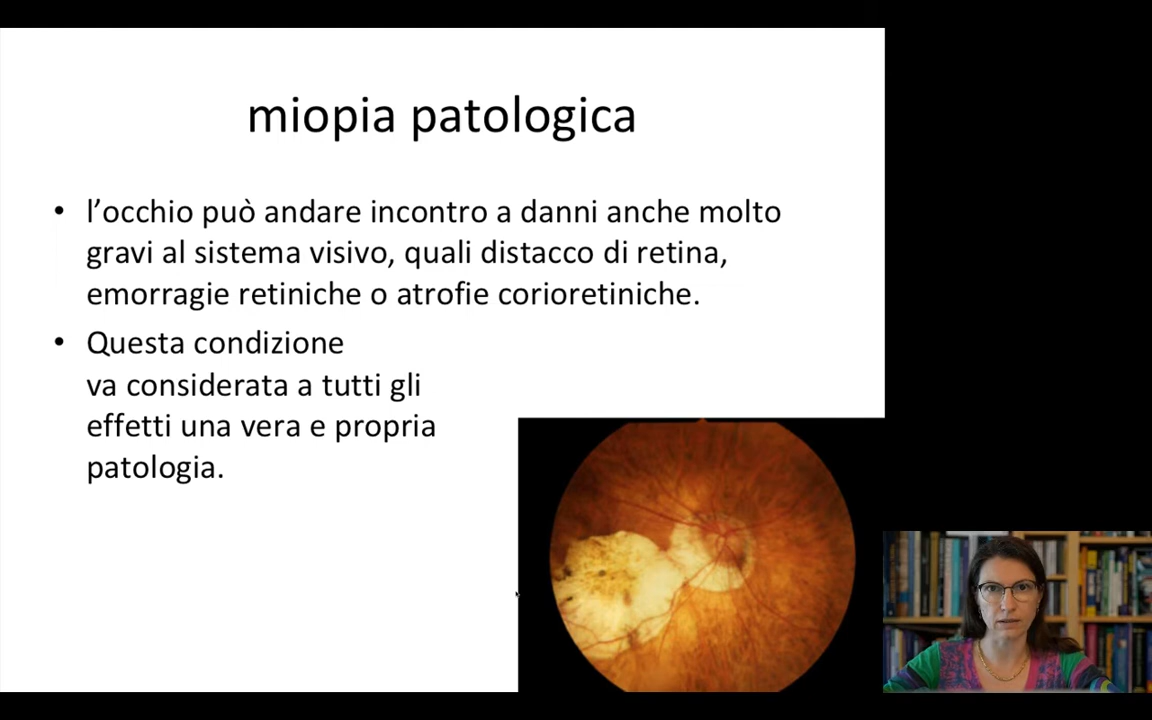 miopia patologica
• l’occhio può andare incontro a danni anche molto
gravi al sistema visivo, quali distacco di retina,
emorragie retiniche o atrofie corioretiniche.
• Questa condizione
va considerata a tutti gli
effetti una vera e propria
patologia.